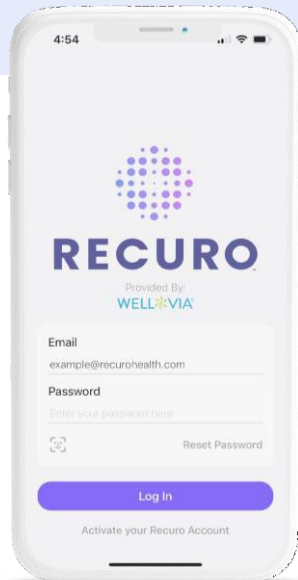 4:54
RECURO
Provided By:
WELLVIA
Email
example@recurohealth.com
Password
Enter your password here
Reset Password
Log In
Activate your Recuro Account